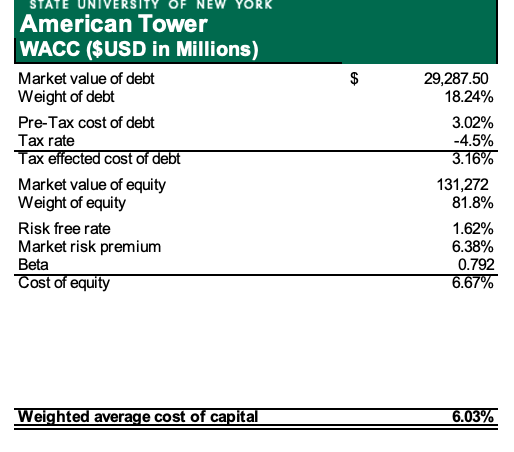 STATE UNIVERSITY OF NEW YORK
American Tower
WACC ($USD in Millions)
Market value of debt $ 29,287.50
Weight of debt 18.24%
Pre-Tax cost of debt 3.02%
Tax rate -4.5%
Tax effected cost of debt 3.16%
Market value of equity 131,272
Weight of equity 81.8%
Risk free rate 1.62%
Market risk premium 6.38%
Beta 0.792
Cost of equity 6.67%
Weighted average cost of capital 6.03%